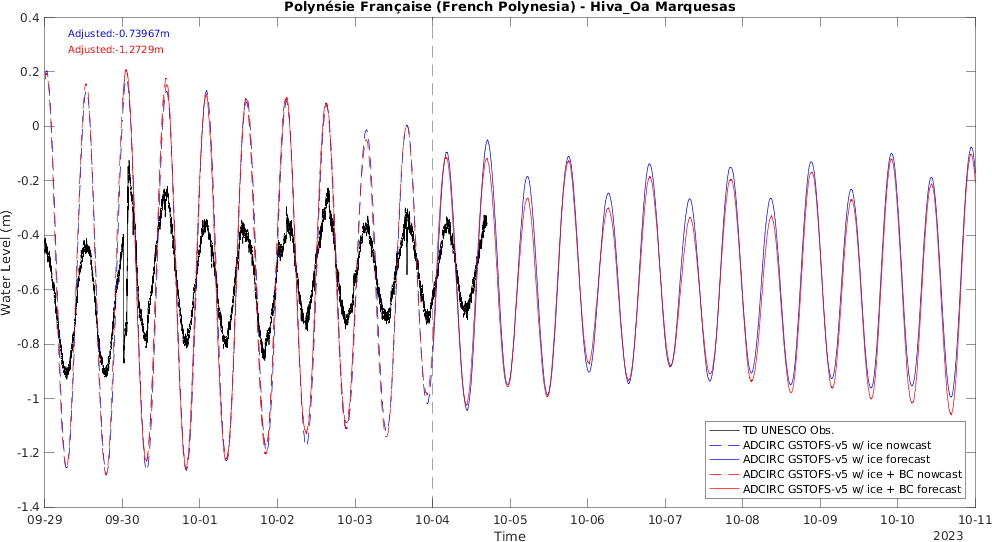 Polynésie Française (French Polynesia) - Hiva_Oa Marquesas
Adjusted:-0.73967m
Adjusted:-1.2729m
0.4
0.2
0
-0.2
-0.4
-0.6
-0.8
-1
-1.2
-1.4
Water Level (m)
TD UNESCO Obs.
ADCIRC GSTOFS-v5 w/ ice nowcast
ADCIRC GSTOFS-v5 w/ ice forecast
ADCIRC GSTOFS-v5 w/ ice + BC nowcast
ADCIRC GSTOFS-v5 w/ ice + BC forecast
09-29 09-30 10-01 10-02 10-03 10-04 10-05 10-06 10-07 10-08 10-09 10-10 10-11
Time
2023